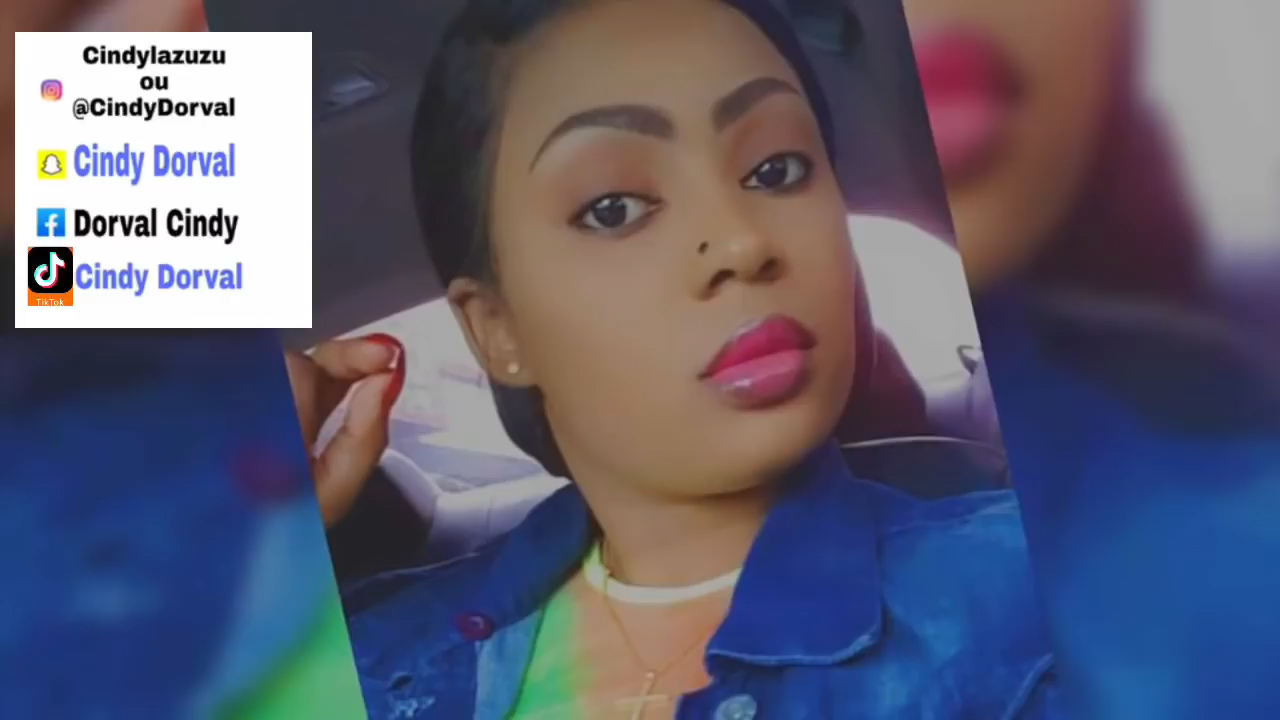 Cindylazuzu
ou
@CindyDorval
Cindy Dorval
Dorval Cindy
Cindy Dorval
TikTok